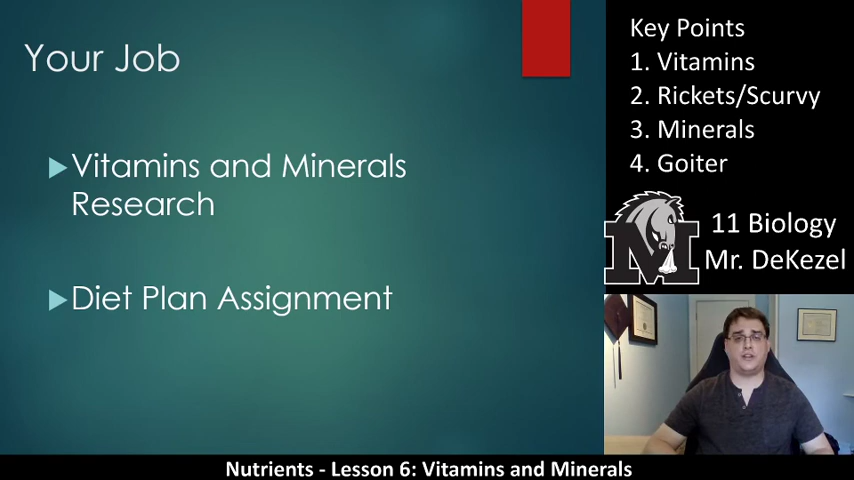 Your Job
Vitamins and Minerals
Research
Diet Plan Assignment
Key Points
1. Vitamins
2. Rickets/Scurvy
3. Minerals
4. Goiter
M
11 Biology
Mr. DeKezel
Nutrients - Lesson 6: Vitamins and Minerals